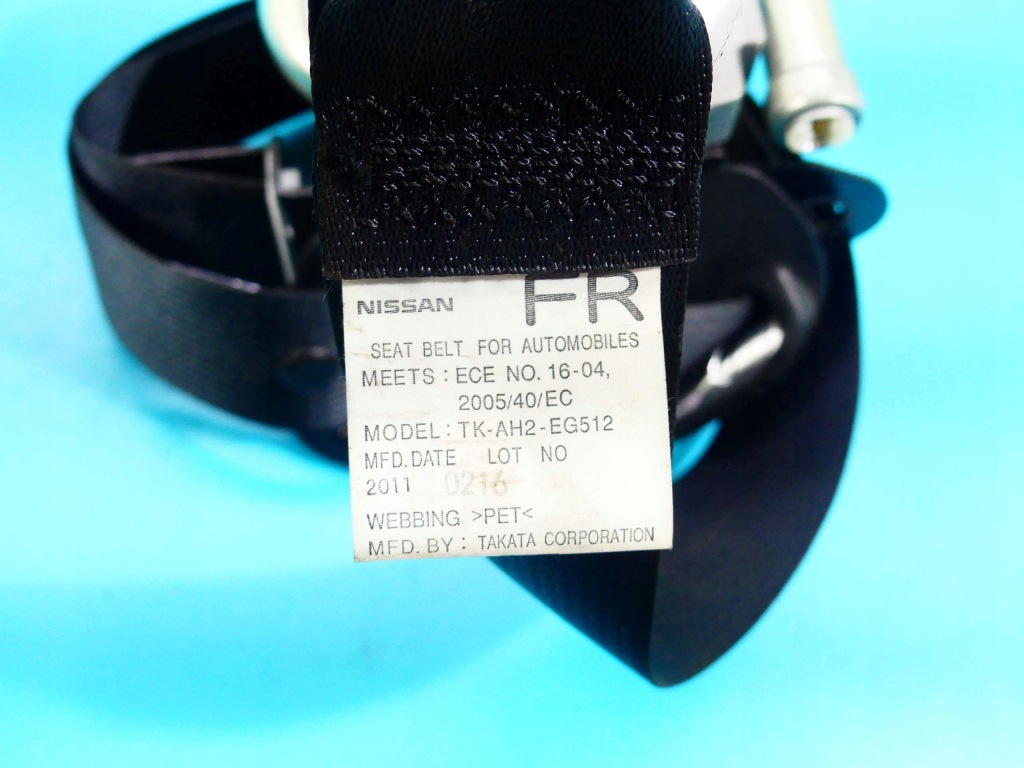 NISSAN FR
SEAT BELT FOR AUTOMOBILES
MEETS : ECE NO. 16-04,
2005/40/EC
MODEL : TK-AH2-EG512
MFD. DATE LOT NO
2011 0216
WEBBING >PET<
MFD. BY : TAKATA CORPORATION